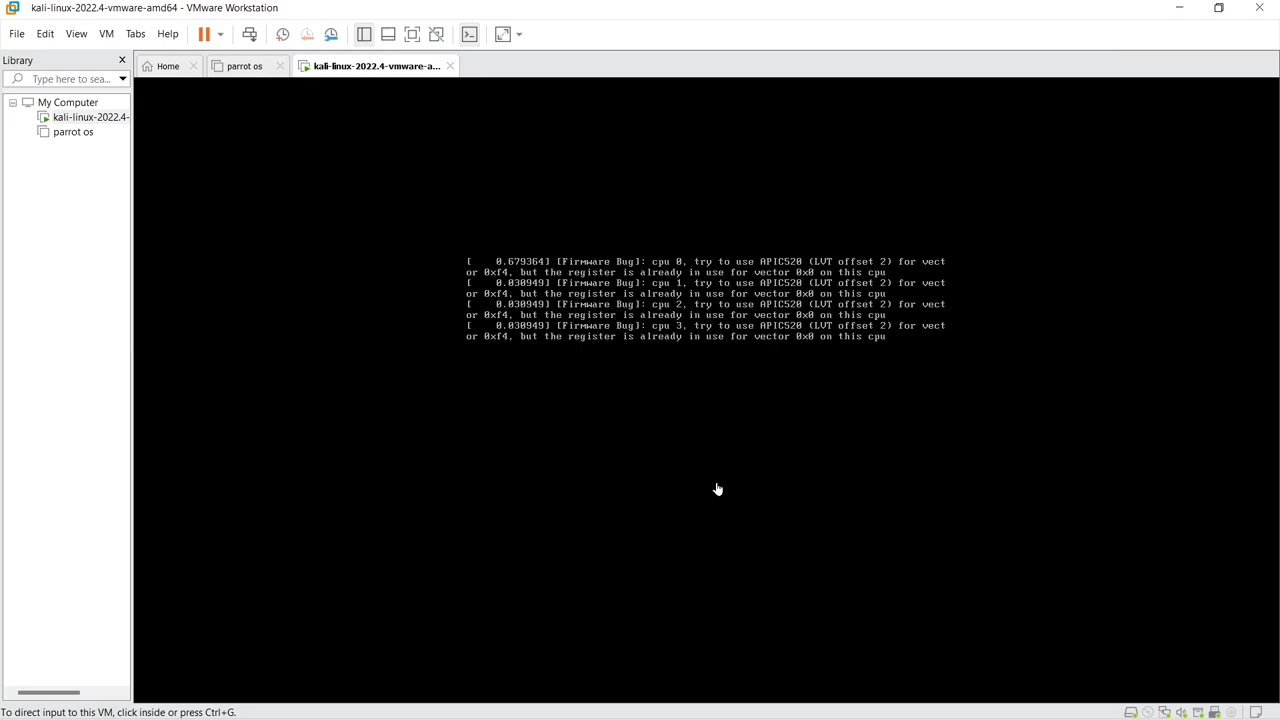 kali-linux-2022.4-vmware-amd64 - VMware Workstation
File Edit View VM Tabs Help
Library
Type here to sea...
Home
parrot os
kali-linux-2022.4-vmware-a...
My Computer
kali-linux-2022.4-
parrot os
[    0.679364] [Firmware Bug]: cpu 0, try to use APIC520 (LVT offset 2) for vect
or 0xf4, but the register is already in use for vector 0x0 on this cpu
[    0.030949] [Firmware Bug]: cpu 1, try to use APIC520 (LVT offset 2) for vect
or 0xf4, but the register is already in use for vector 0x0 on this cpu
[    0.030949] [Firmware Bug]: cpu 2, try to use APIC520 (LVT offset 2) for vect
or 0xf4, but the register is already in use for vector 0x0 on this cpu
[    0.030949] [Firmware Bug]: cpu 3, try to use APIC520 (LVT offset 2) for vect
or 0xf4, but the register is already in use for vector 0x0 on this cpu
To direct input to this VM, click inside or press Ctrl+G.